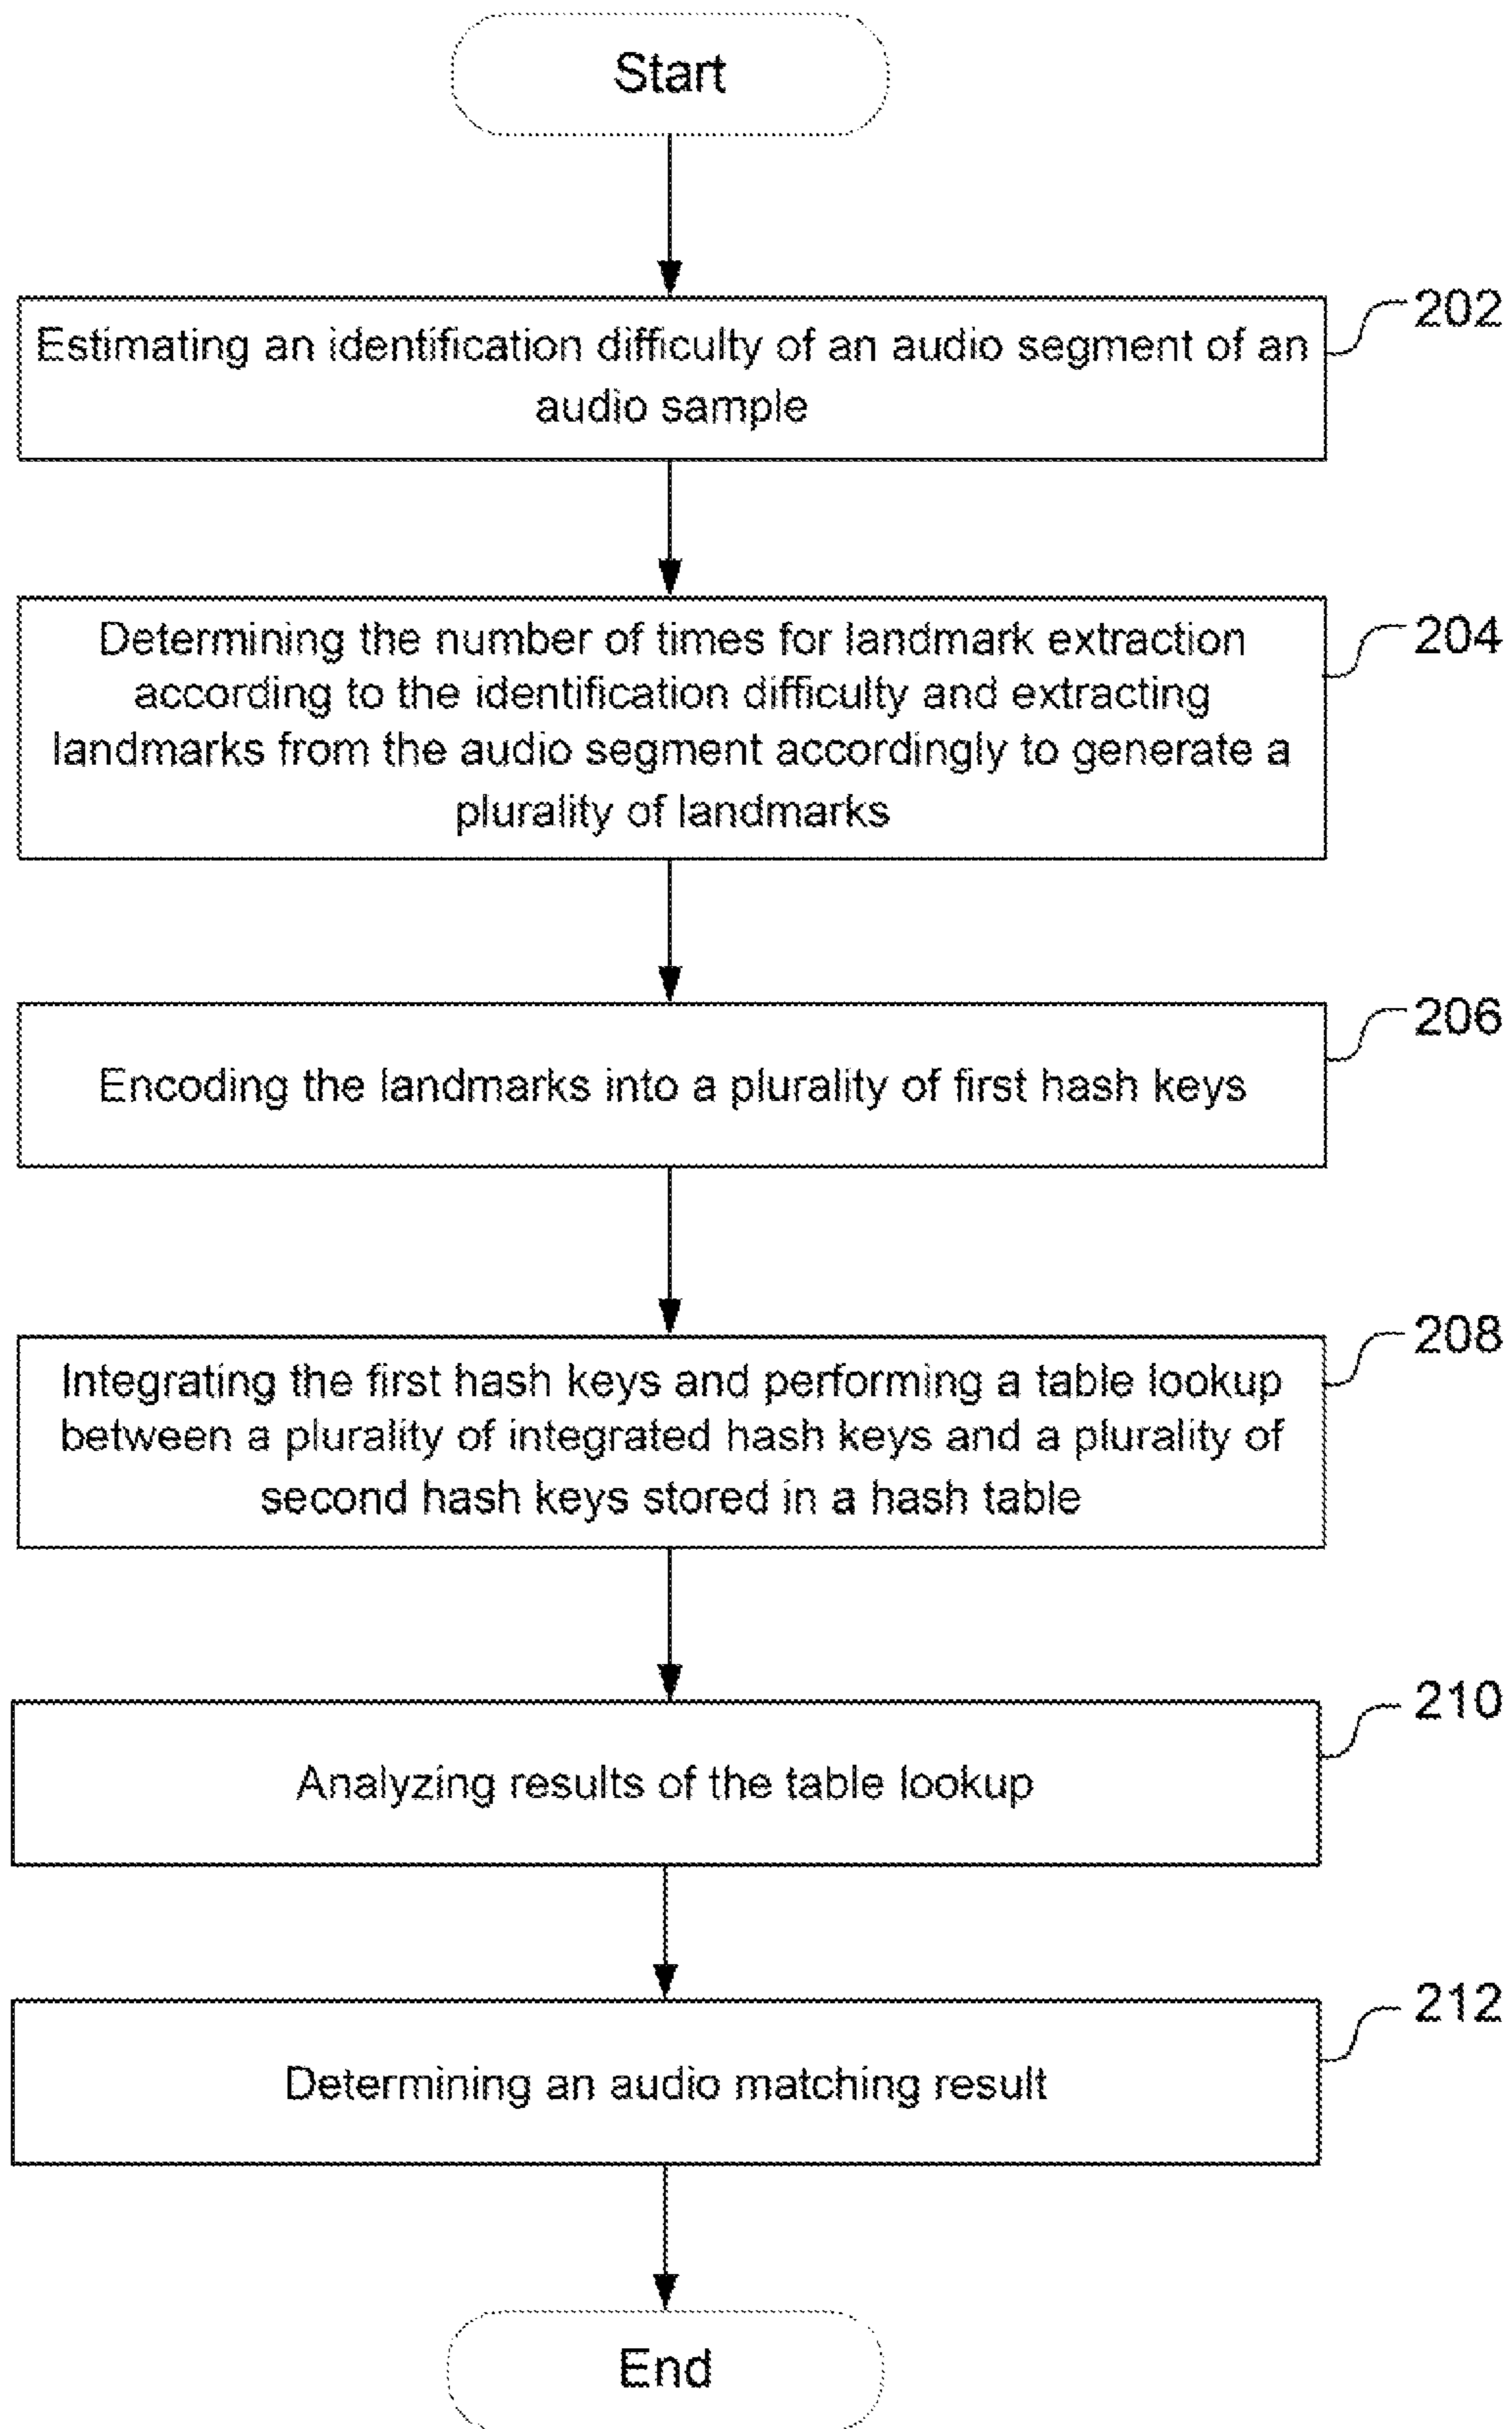 Start
202
Estimating an identification difficulty of an audio segment of an
audio sample
204
Determining the number of times for landmark extraction
according to the identification difficulty and extracting
landmarks from the audio segment accordingly to generate a
plurality of landmarks
206
Encoding the landmarks into a plurality of first hash keys
208
Integrating the first hash keys and performing a table lookup
between a plurality of integrated hash keys and a plurality of
second hash keys stored in a hash table
210
Analyzing results of the table lookup
212
Determining an audio matching result
End